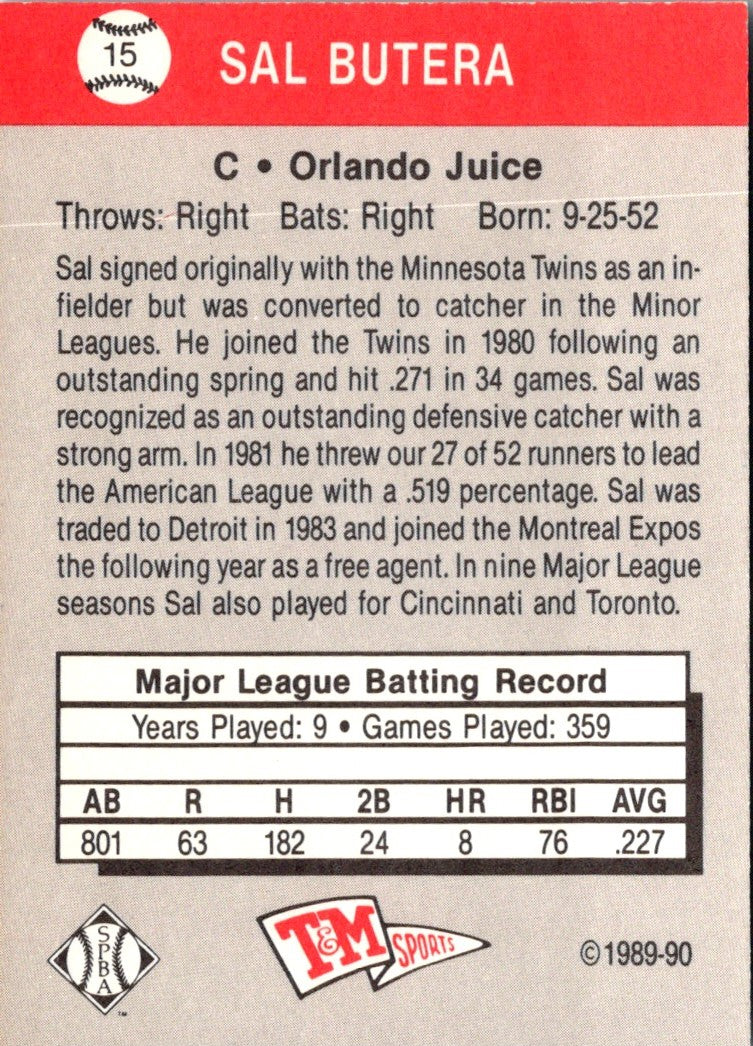 15
SAL BUTERA
C • Orlando Juice
Throws: Right Bats: Right Born: 9-25-52
Sal signed originally with the Minnesota Twins as an in-
fielder but was converted to catcher in the Minor
Leagues. He joined the Twins in 1980 following an
outstanding spring and hit .271 in 34 games. Sal was
recognized as an outstanding defensive catcher with a
strong arm. In 1981 he threw our 27 of 52 runners to lead
the American League with a .519 percentage. Sal was
traded to Detroit in 1983 and joined the Montreal Expos
the following year as a free agent. In nine Major League
seasons Sal also played for Cincinnati and Toronto.
Major League Batting Record
Years Played: 9 • Games Played: 359
AB R H 2B HR RBI AVG
801 63 182 24 8 76 .227
SPBA
™
T&M SPORTS
©1989-90